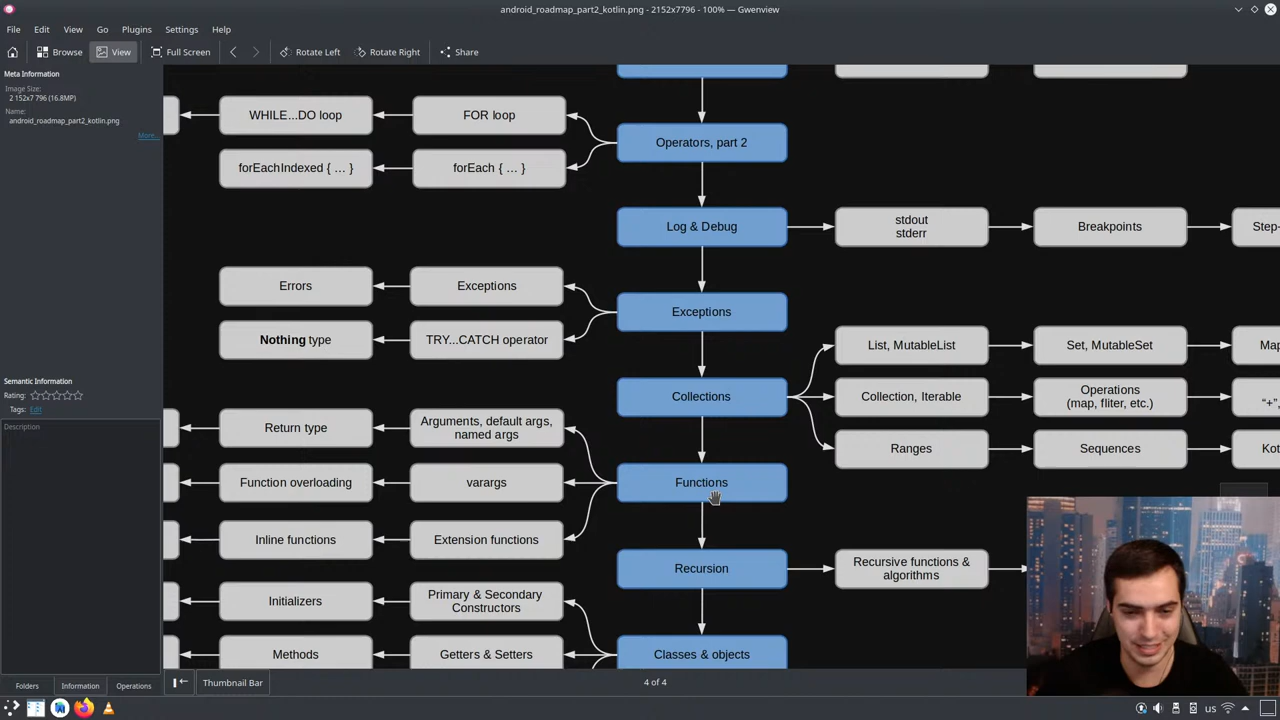 android_roadmap_part2_kotlin.png - 2152x7796 - 100% — Gwenview
File Edit View Go Plugins Settings Help
Browse View Full Screen Rotate Left Rotate Right Share
Meta Information
Image Size:
2 152x7 796 (16.8MP)
Name:
android_roadmap_part2_kotlin.png
More...
WHILE...DO loop
FOR loop
Operators, part 2
forEachIndexed { ... }
forEach { ... }
Log & Debug
stdout
stderr
Breakpoints
Step-
Errors
Exceptions
Exceptions
Nothing type
TRY...CATCH operator
List, MutableList
Set, MutableSet
Map
Collections
Collection, Iterable
Operations
(map, fliter, etc.)
“+”,
Ranges
Sequences
Kot
Return type
Arguments, default args,
named args
Function overloading
varargs
Functions
Inline functions
Extension functions
Recursion
Recursive functions &
algorithms
Initializers
Primary & Secondary
Constructors
Methods
Getters & Setters
Classes & objects
Semantic Information
Rating:
Tags: Edit
Description
Folders Information Operations
Thumbnail Bar
4 of 4
us